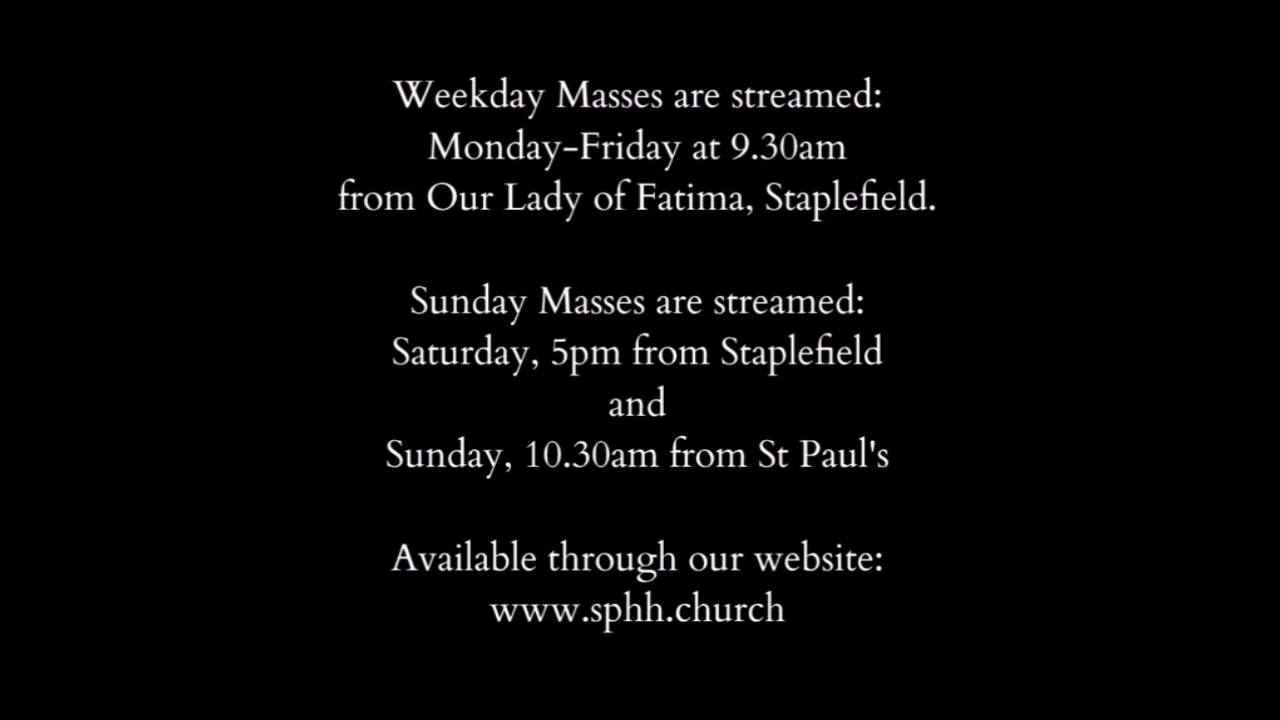 Weekday Masses are streamed:
Monday-Friday at 9.30am
from Our Lady of Fatima, Staplefield.
Sunday Masses are streamed:
Saturday, 5pm from Staplefield
and
Sunday, 10.30am from St Paul's
Available through our website:
www.sphh.church